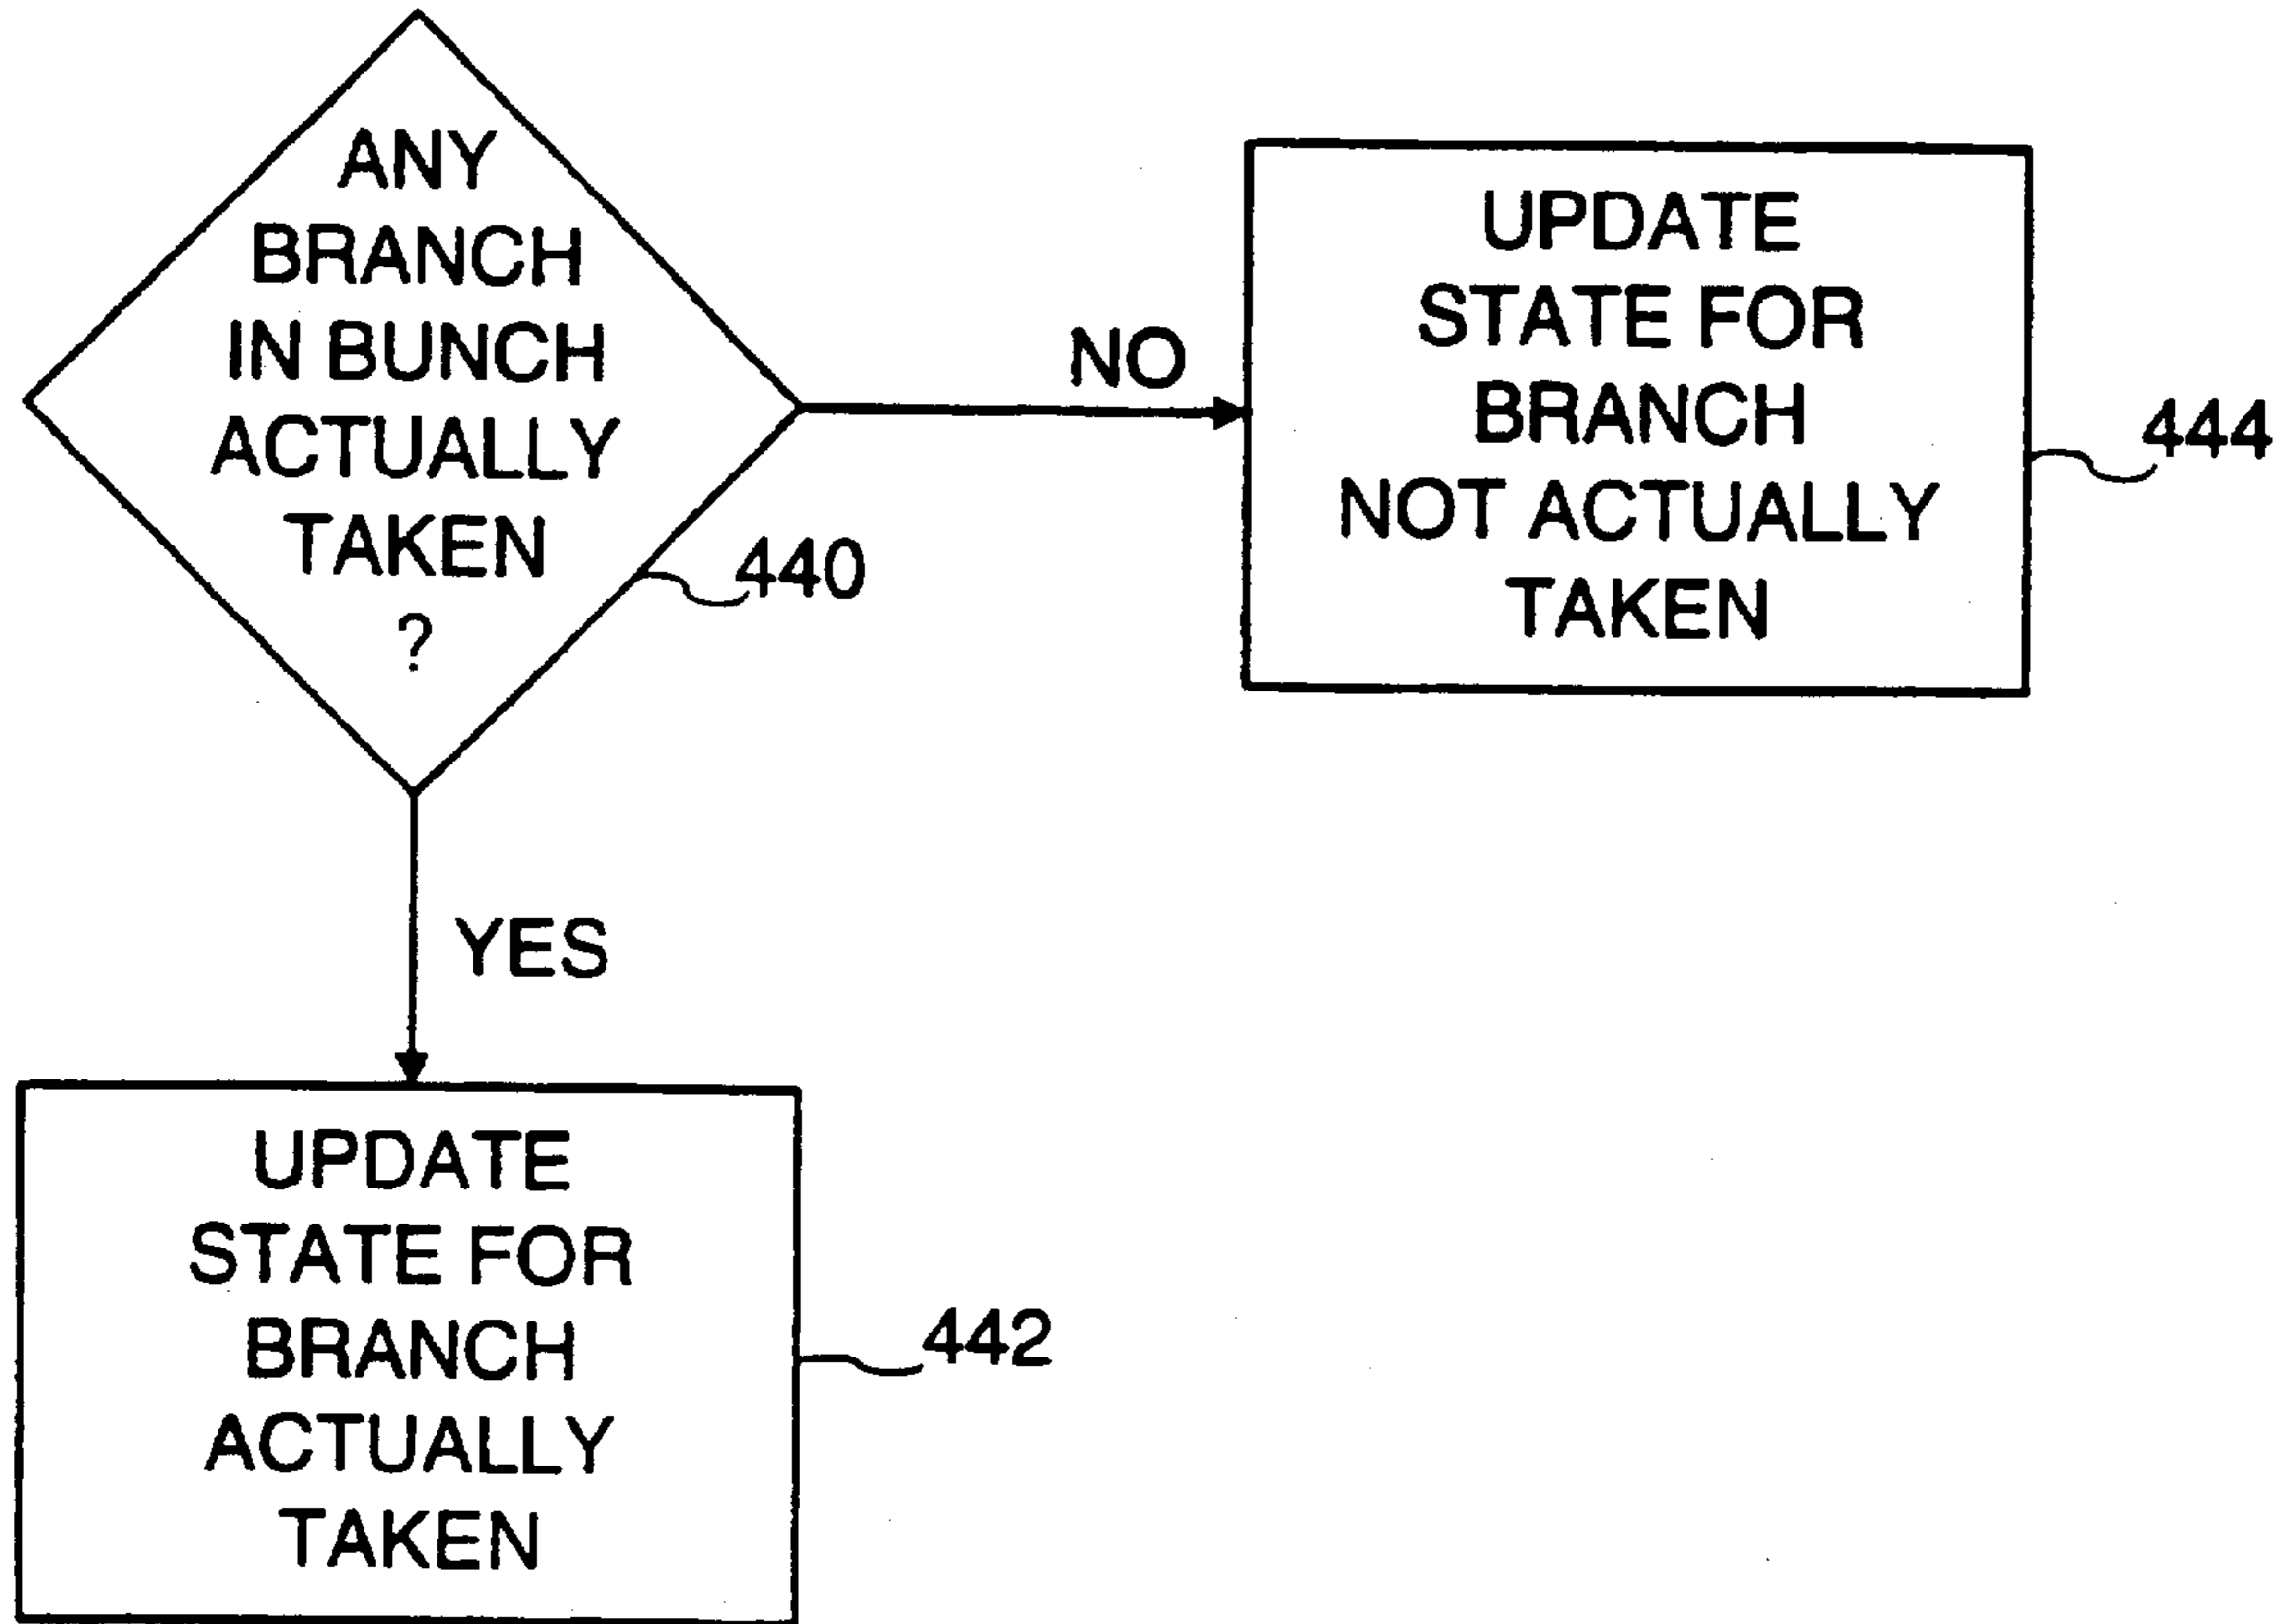 ANY
BRANCH
IN BUNCH
ACTUALLY
TAKEN
?
440
NO
UPDATE
STATE FOR
BRANCH
NOT ACTUALLY
TAKEN
444
YES
UPDATE
STATE FOR
BRANCH
ACTUALLY
TAKEN
442